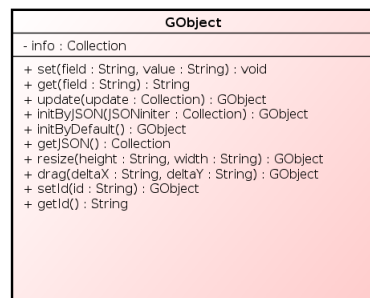 GObject
- info : Collection
+ set(field : String, value : String) : void
+ get(field : String) : String
+ update(update : Collection) : GObject
+ initByJSON(JSONiniter : Collection) : GObject
+ initByDefault() : GObject
+ getJSON() : Collection
+ resize(height : String, width : String) : GObject
+ drag(deltaX : String, deltaY : String) : GObject
+ setId(id : String) : GObject
+ getId() : String